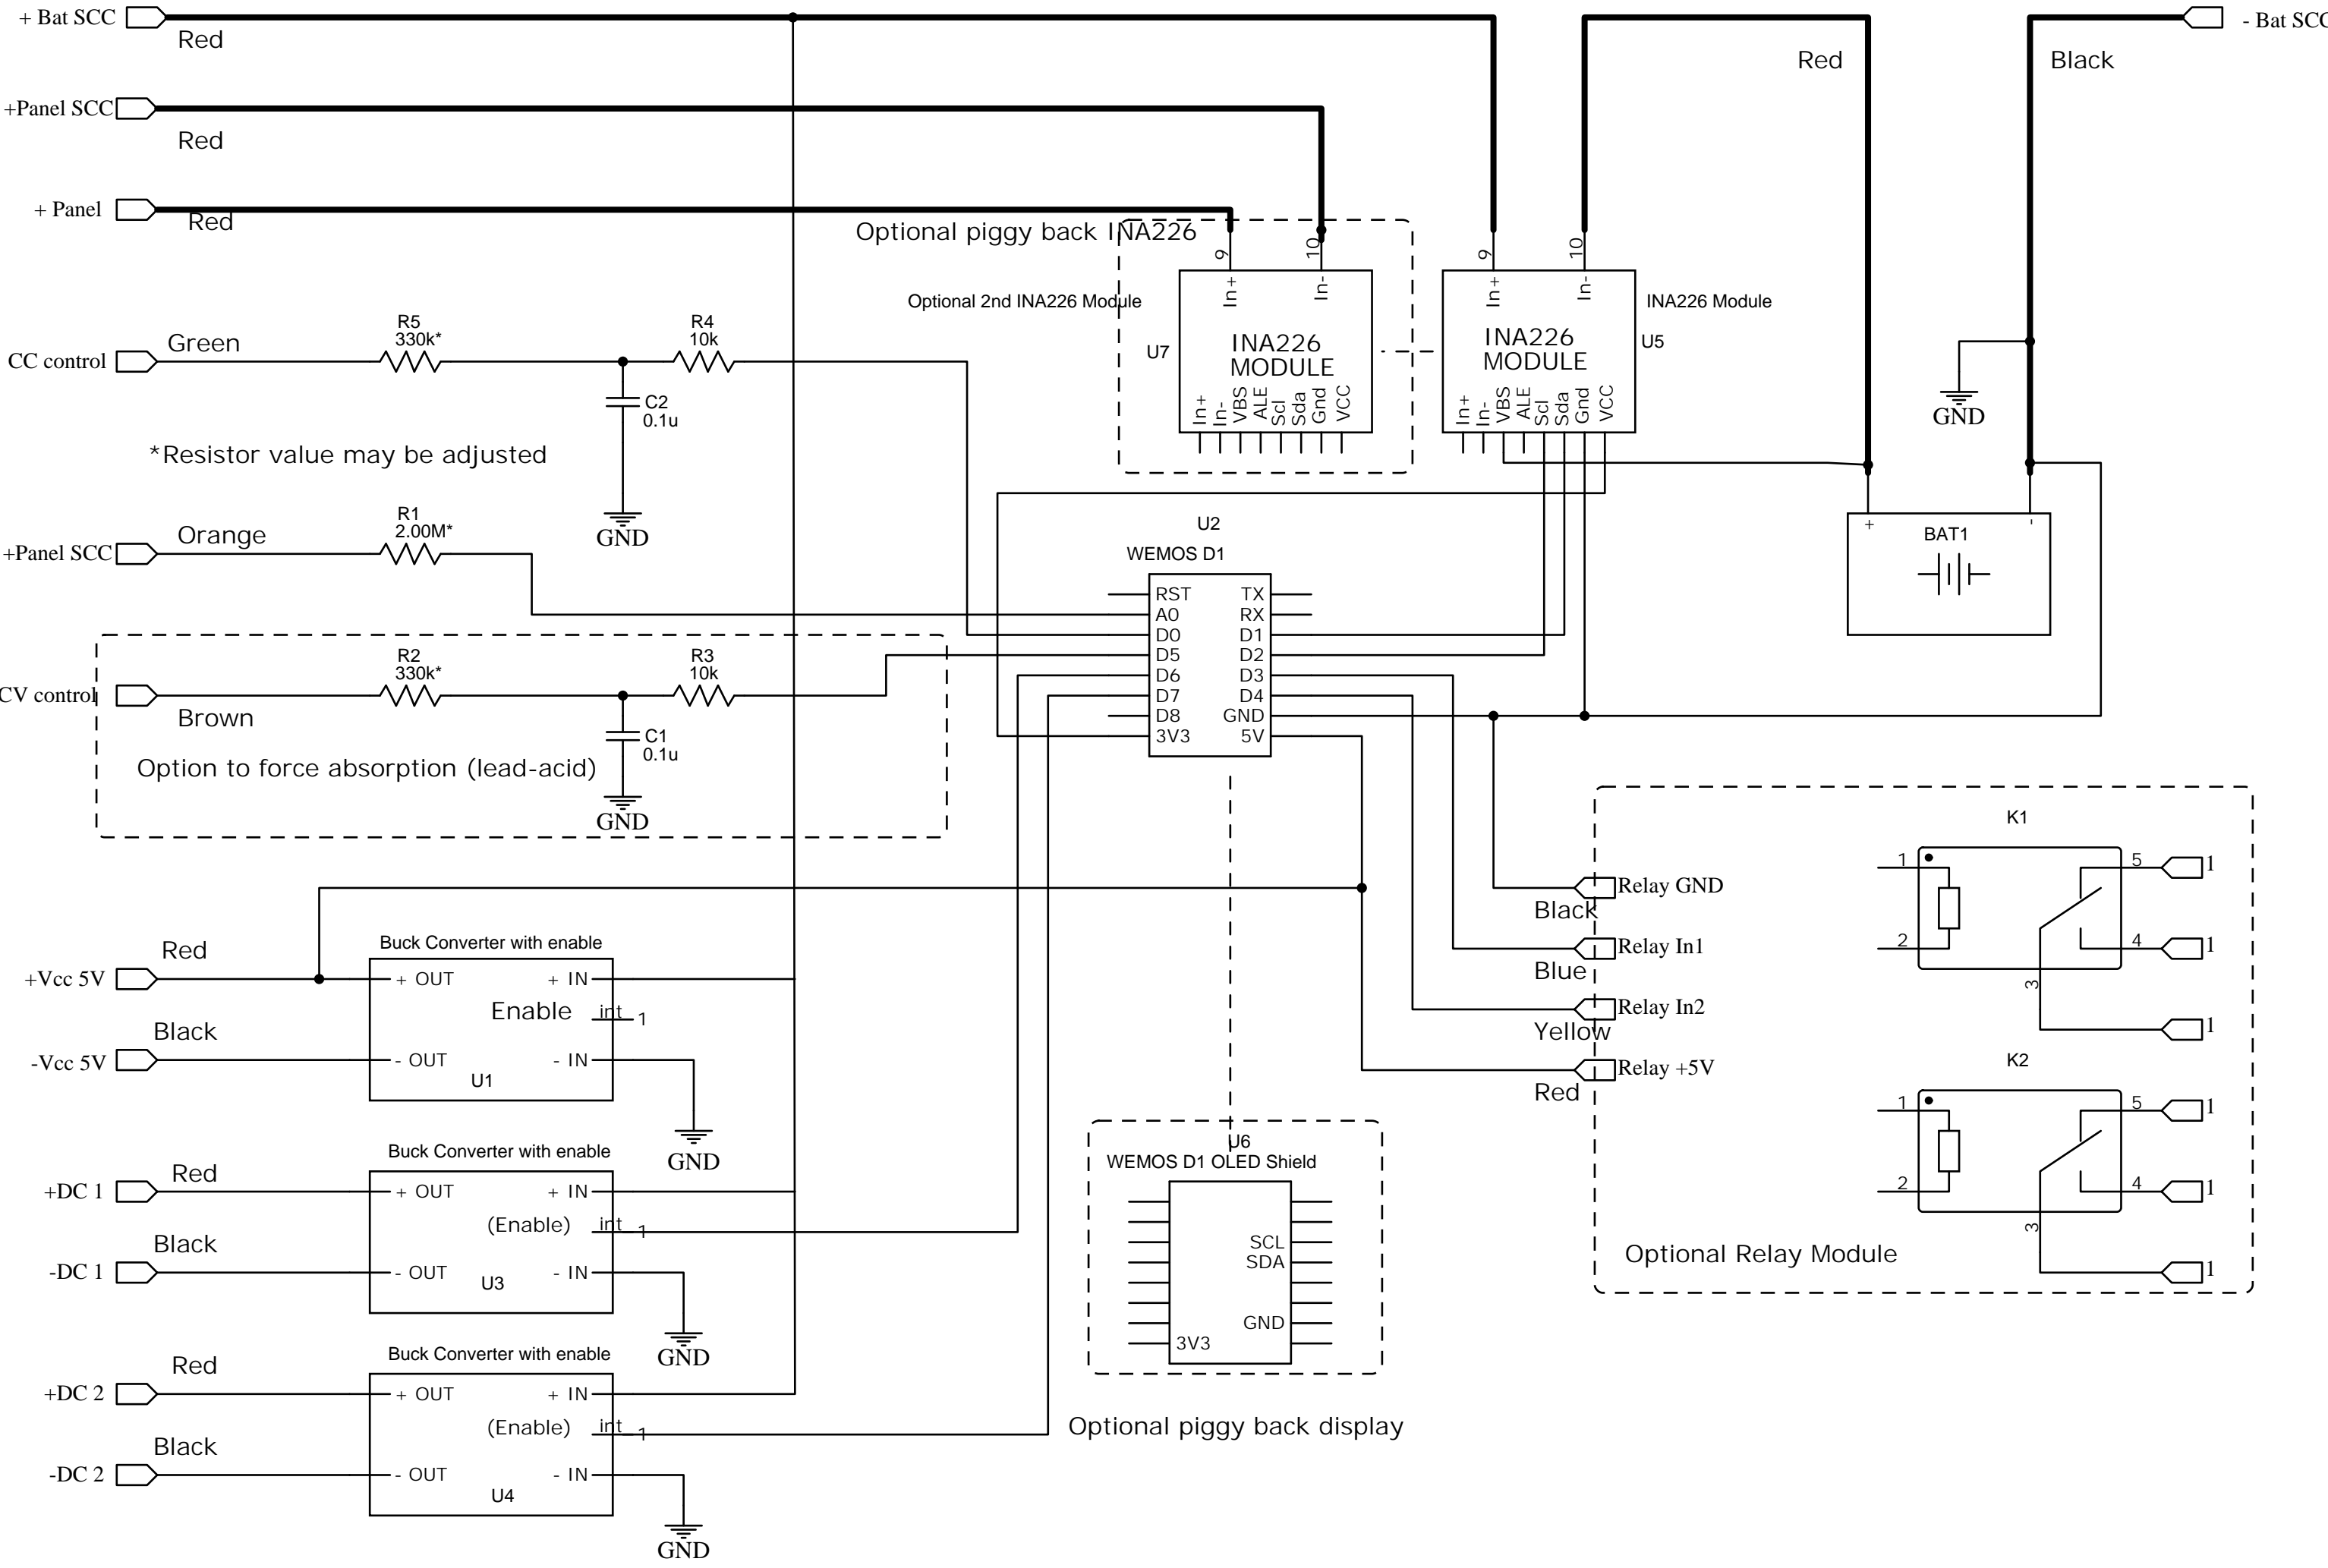 + Bat SCC
Red
Red
Black
- Bat SCC
+Panel SCC
Red
+ Panel
Red
Optional piggy back INA226
9
10
In+
In-
Optional 2nd INA226 Module
U7
INA226
MODULE
In+
In-
VBS
ALE
Scl
Sda
Gnd
VCC
9
10
In+
In-
INA226 Module
U5
INA226
MODULE
In+
In-
VBS
ALE
Scl
Sda
Gnd
VCC
CC control
Green
R5
330k*
R4
10k
C2
0.1u
GND
GND
*Resistor value may be adjusted
+Panel SCC
Orange
R1
2.00M*
+
-
BAT1
U2
WEMOS D1
RST
A0
D0
D5
D6
D7
D8
3V3
TX
RX
D1
D2
D3
D4
GND
5V
CV control
Brown
R2
330k*
R3
10k
C1
0.1u
GND
Option to force absorption (lead-acid)
+Vcc 5V
Red
-Vcc 5V
Black
Buck Converter with enable
+ OUT
+ IN
Enable
int
1
- OUT
- IN
U1
GND
+DC 1
Red
-DC 1
Black
Buck Converter with enable
+ OUT
+ IN
(Enable)
int
1
- OUT
- IN
U3
GND
+DC 2
Red
-DC 2
Black
Buck Converter with enable
+ OUT
+ IN
(Enable)
int
1
- OUT
- IN
U4
GND
U6
WEMOS D1 OLED Shield
SCL
SDA
GND
3V3
Optional piggy back display
Relay GND
Black
Relay In1
Blue
Relay In2
Yellow
Relay +5V
Red
K1
1
2
3
5
4
1
1
1
K2
1
2
3
5
4
1
1
1
Optional Relay Module